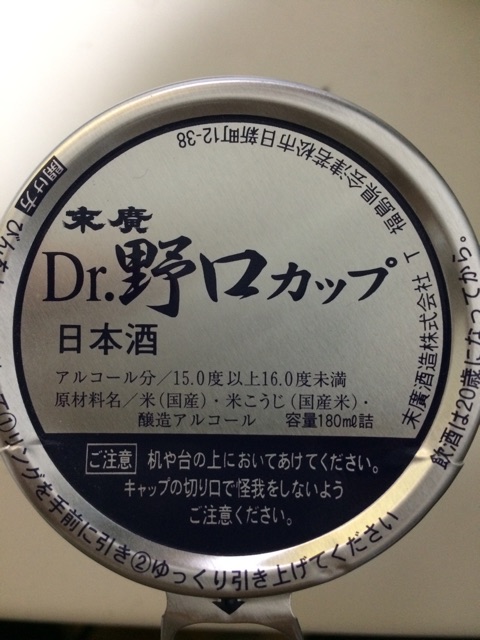 末廣
Dr.野口カップ
日本酒
アルコール分／15.0度以上16.0度未満
原材料名／米(国産)・米こうじ(国産米)・
醸造アルコール 容量180㎖詰
ご注意 机や台の上においてあけてください。
キャップの切り口で怪我をしないよう
ご注意ください。
末廣酒造株式会社 T 福島県会津若松市日新町12-38
飲酒は20歳になってから。
開け方 びん
①リングを手前に引き②ゆっくり引き上げてください